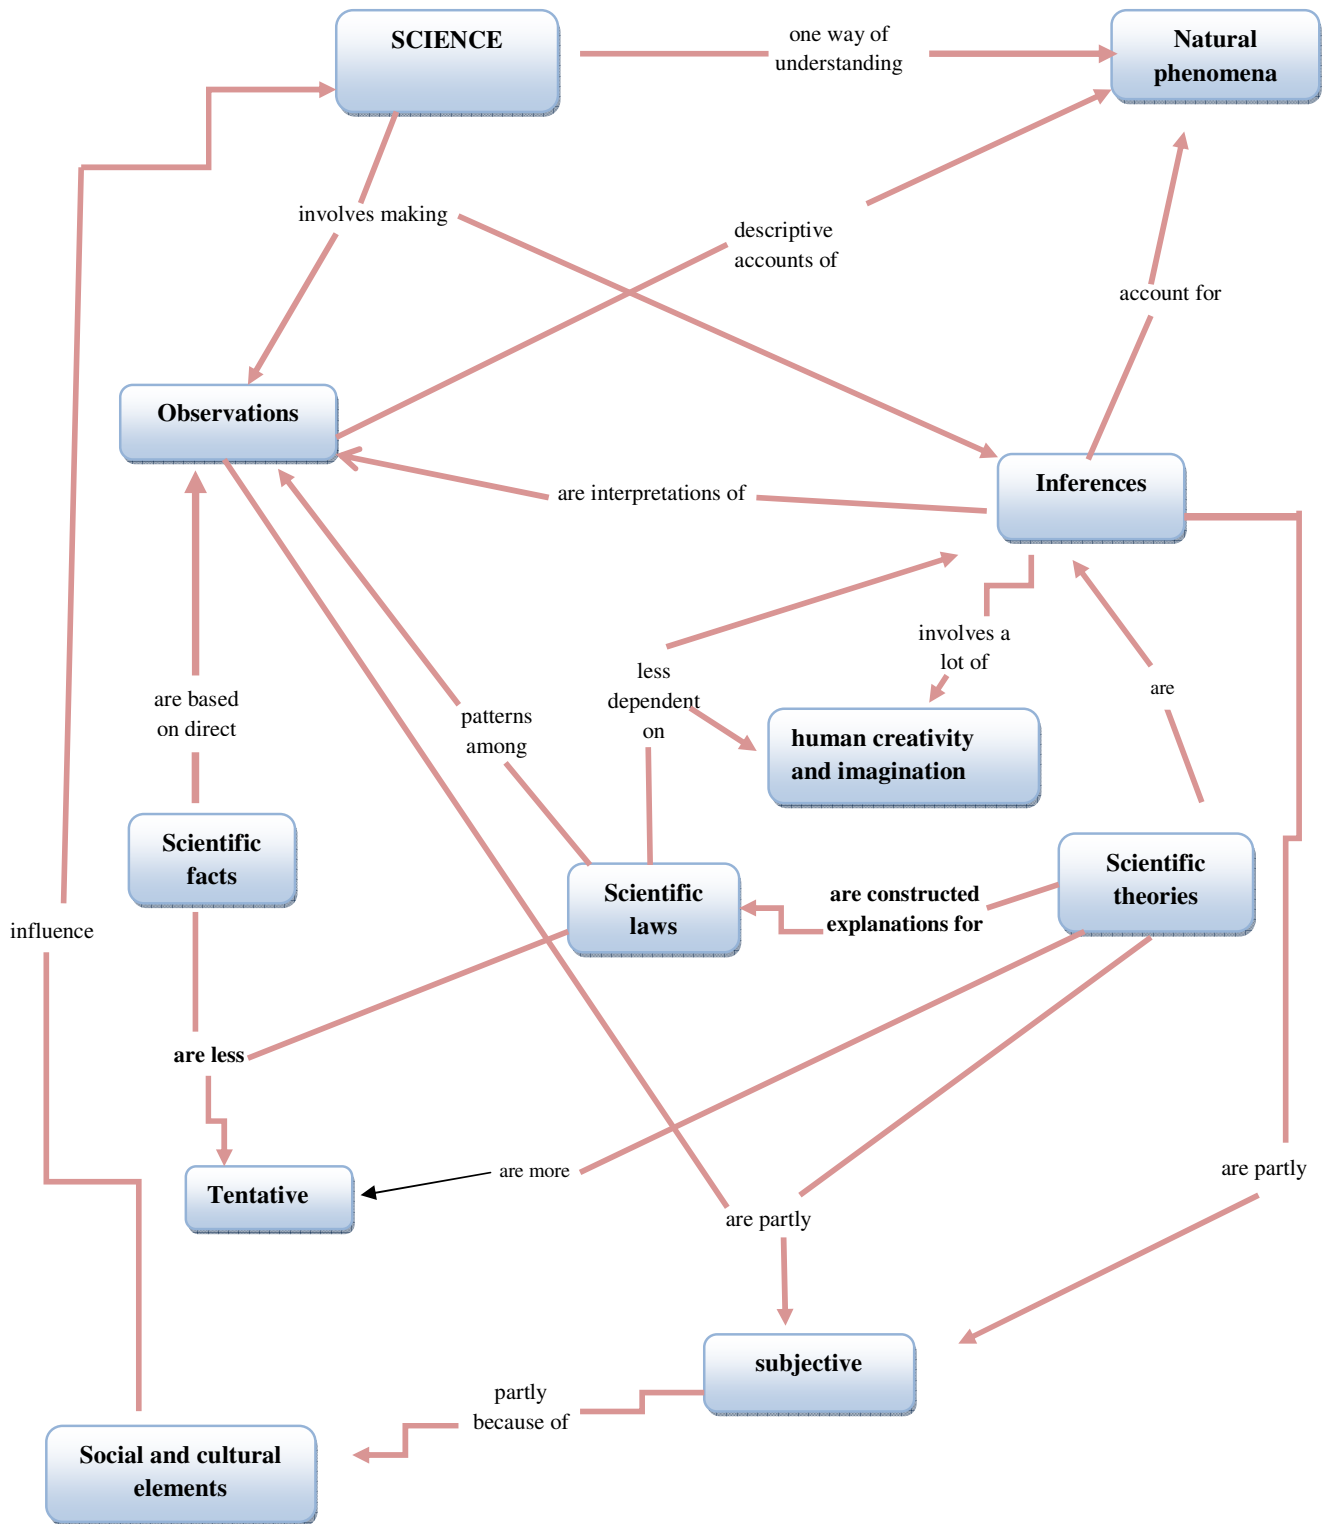 SCIENCE
one way of
understanding
Natural
phenomena
involves making
descriptive
accounts of
account for
Observations
Inferences
are interpretations of
involves a
lot of
less
dependent
on
are
are based
on direct
patterns
among
human creativity
and imagination
Scientific
facts
Scientific
laws
are constructed
explanations for
Scientific
theories
influence
are less
Tentative
are more
are partly
are partly
subjective
partly
because of
Social and cultural
elements